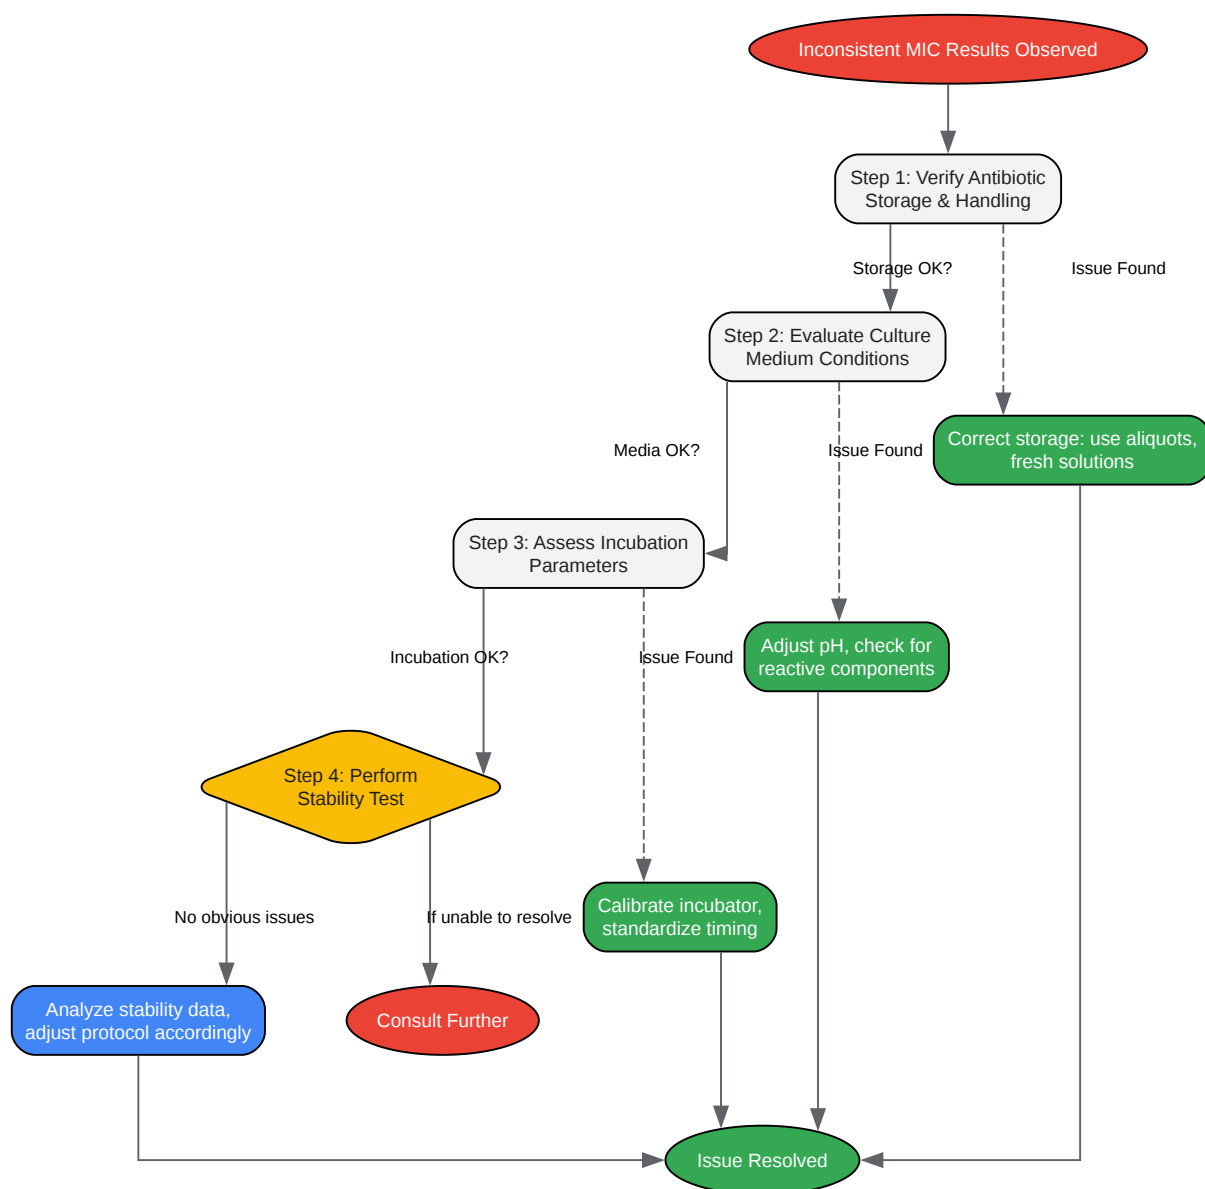 Inconsistent MIC Results Observed
Step 1: Verify Antibiotic
Storage & Handling
Storage OK?
Issue Found
Step 2: Evaluate Culture
Medium Conditions
Correct storage: use aliquots,
fresh solutions
Media OK?
Issue Found
Step 3: Assess Incubation
Parameters
Adjust pH, check for
reactive components
Incubation OK?
Issue Found
Step 4: Perform
Stability Test
Calibrate incubator,
standardize timing
No obvious issues
If unable to resolve
Analyze stability data,
adjust protocol accordingly
Consult Further
Issue Resolved